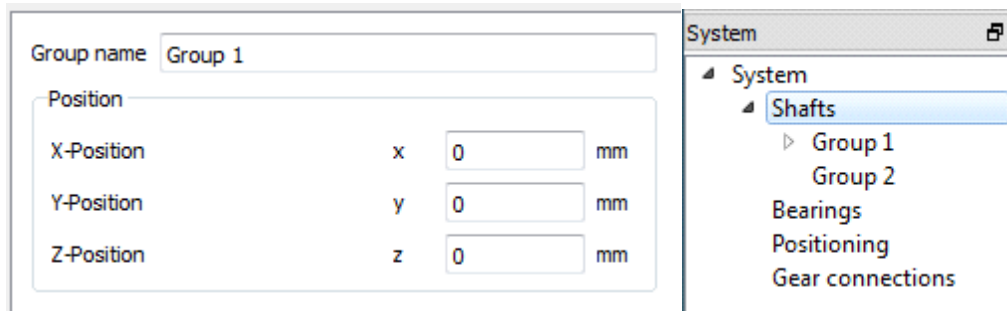 Group name Group 1
Position
X-Position x 0 mm
Y-Position y 0 mm
Z-Position z 0 mm
System
System
Shafts
Group 1
Group 2
Bearings
Positioning
Gear connections